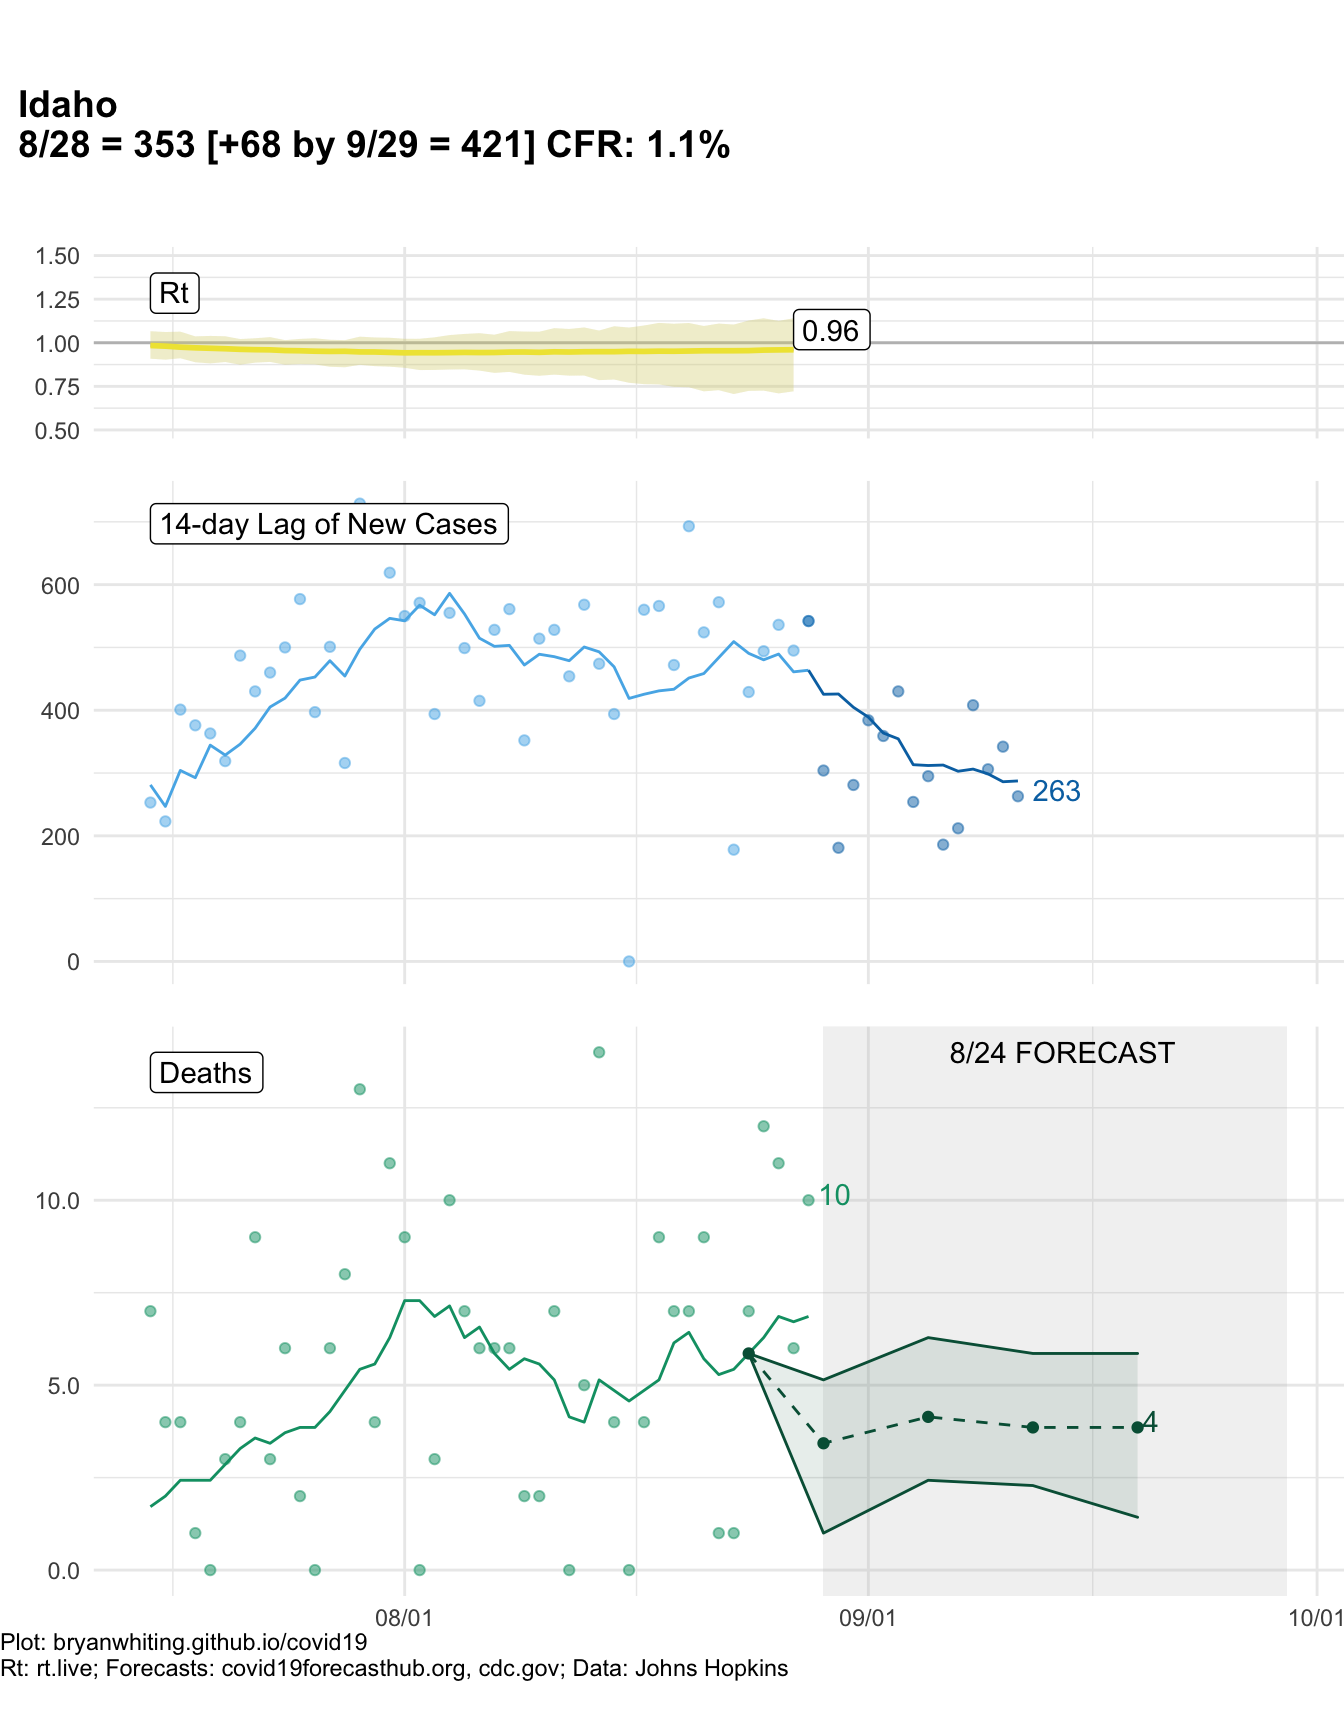 Idaho
8/28 = 353 [+68 by 9/29 = 421] CFR: 1.1%
1.50
Rt
1.25
0.96
1.00
0.75
0.50
14-day Lag of New Cases
600
400
263
200
0
8/24 FORECAST
Deaths
10
10.0
5.0
4
0.0
08/01
09/01
10/01
Plot: bryanwhiting.github.io/covid19
Rt: rt.live; Forecasts: covid19forecasthub.org, cdc.gov; Data: Johns Hopkins